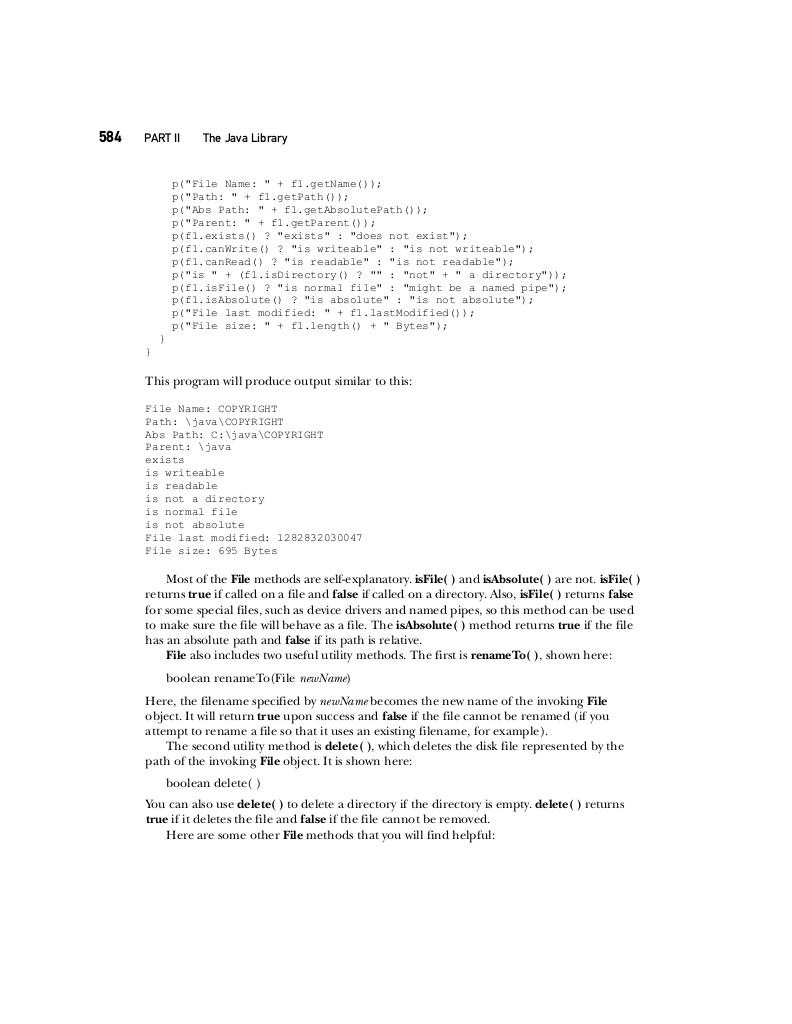 584 PART II The Java Library
p("File Name: " + f1.getName());
p("Path: " + f1.getPath());
p("Abs Path: " + f1.getAbsolutePath());
p("Parent: " + f1.getParent());
p(f1.exists() ? "exists" : "does not exist");
p(f1.canWrite() ? "is writeable" : "is not writeable");
p(f1.canRead() ? "is readable" : "is not readable");
p("is " + (f1.isDirectory() ? "" : "not" + " a directory"));
p(f1.isFile() ? "is normal file" : "might be a named pipe");
p(f1.isAbsolute() ? "is absolute" : "is not absolute");
p("File last modified: " + f1.lastModified());
p("File size: " + f1.length() + " Bytes");
}
}
This program will produce output similar to this:
File Name: COPYRIGHT
Path: \java\COPYRIGHT
Abs Path: C:\java\COPYRIGHT
Parent: \java
exists
is writeable
is readable
is not a directory
is normal file
is not absolute
File last modified: 1282832030047
File size: 695 Bytes
Most of the File methods are self-explanatory. isFile( ) and isAbsolute( ) are not. isFile( )
returns true if called on a file and false if called on a directory. Also, isFile( ) returns false
for some special files, such as device drivers and named pipes, so this method can be used
to make sure the file will behave as a file. The isAbsolute( ) method returns true if the file
has an absolute path and false if its path is relative.
File also includes two useful utility methods. The first is renameTo( ), shown here:
boolean renameTo(File newName)
Here, the filename specified by newName becomes the new name of the invoking File
object. It will return true upon success and false if the file cannot be renamed (if you
attempt to rename a file so that it uses an existing filename, for example).
The second utility method is delete( ), which deletes the disk file represented by the
path of the invoking File object. It is shown here:
boolean delete( )
You can also use delete( ) to delete a directory if the directory is empty. delete( ) returns
true if it deletes the file and false if the file cannot be removed.
Here are some other File methods that you will find helpful: